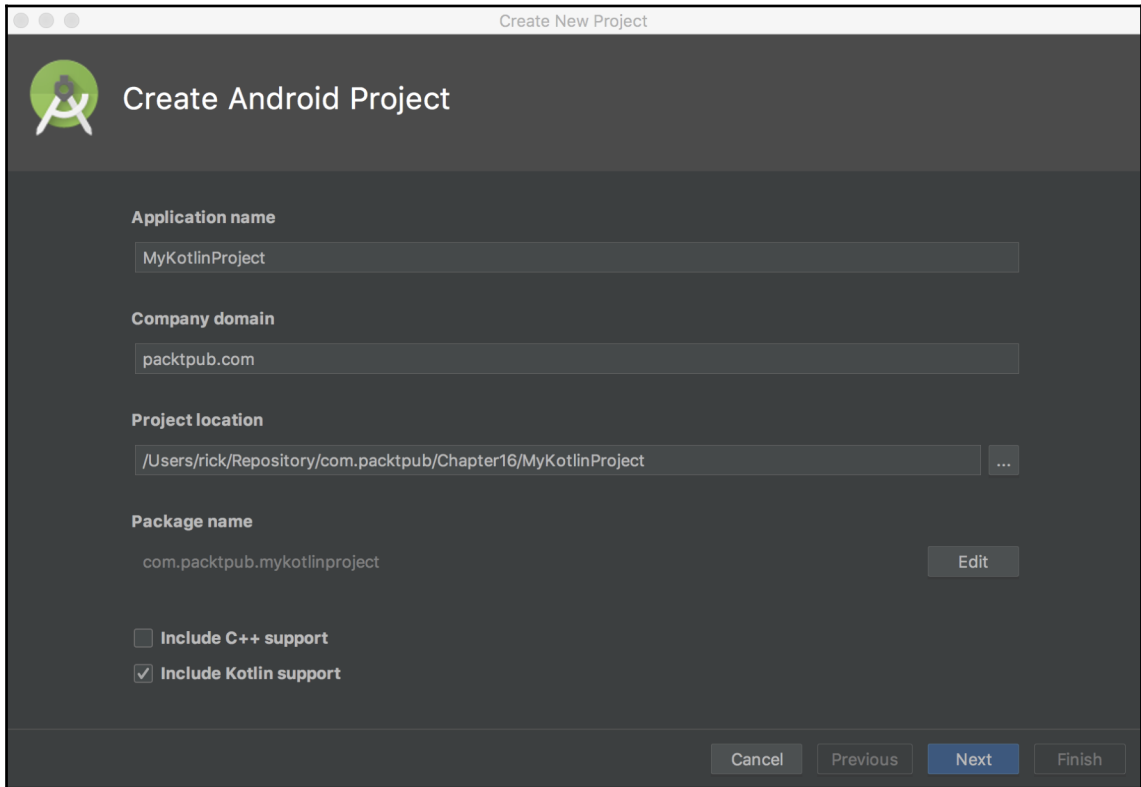 Create New Project
Create Android Project
Application name
MyKotlinProject
Company domain
packtpub.com
Project location
/Users/rick/Repository/com.packtpub/Chapter16/MyKotlinProject
...
Package name
com.packtpub.mykotlinproject
Edit
Include C++ support
Include Kotlin support
Cancel Previous Next Finish